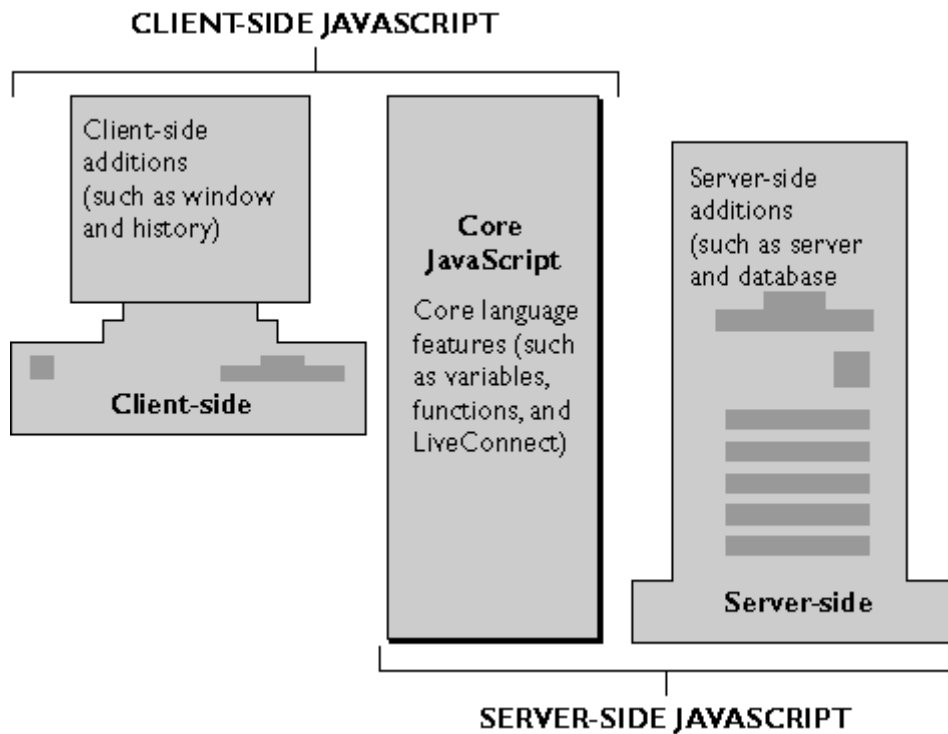 CLIENT-SIDE JAVASCRIPT
Client-side
additions
(such as window
and history)
Client-side
Core
JavaScript
Core language
features (such
as variables,
functions, and
LiveConnect)
Server-side
additions
(such as server
and database
Server-side
SERVER-SIDE JAVASCRIPT